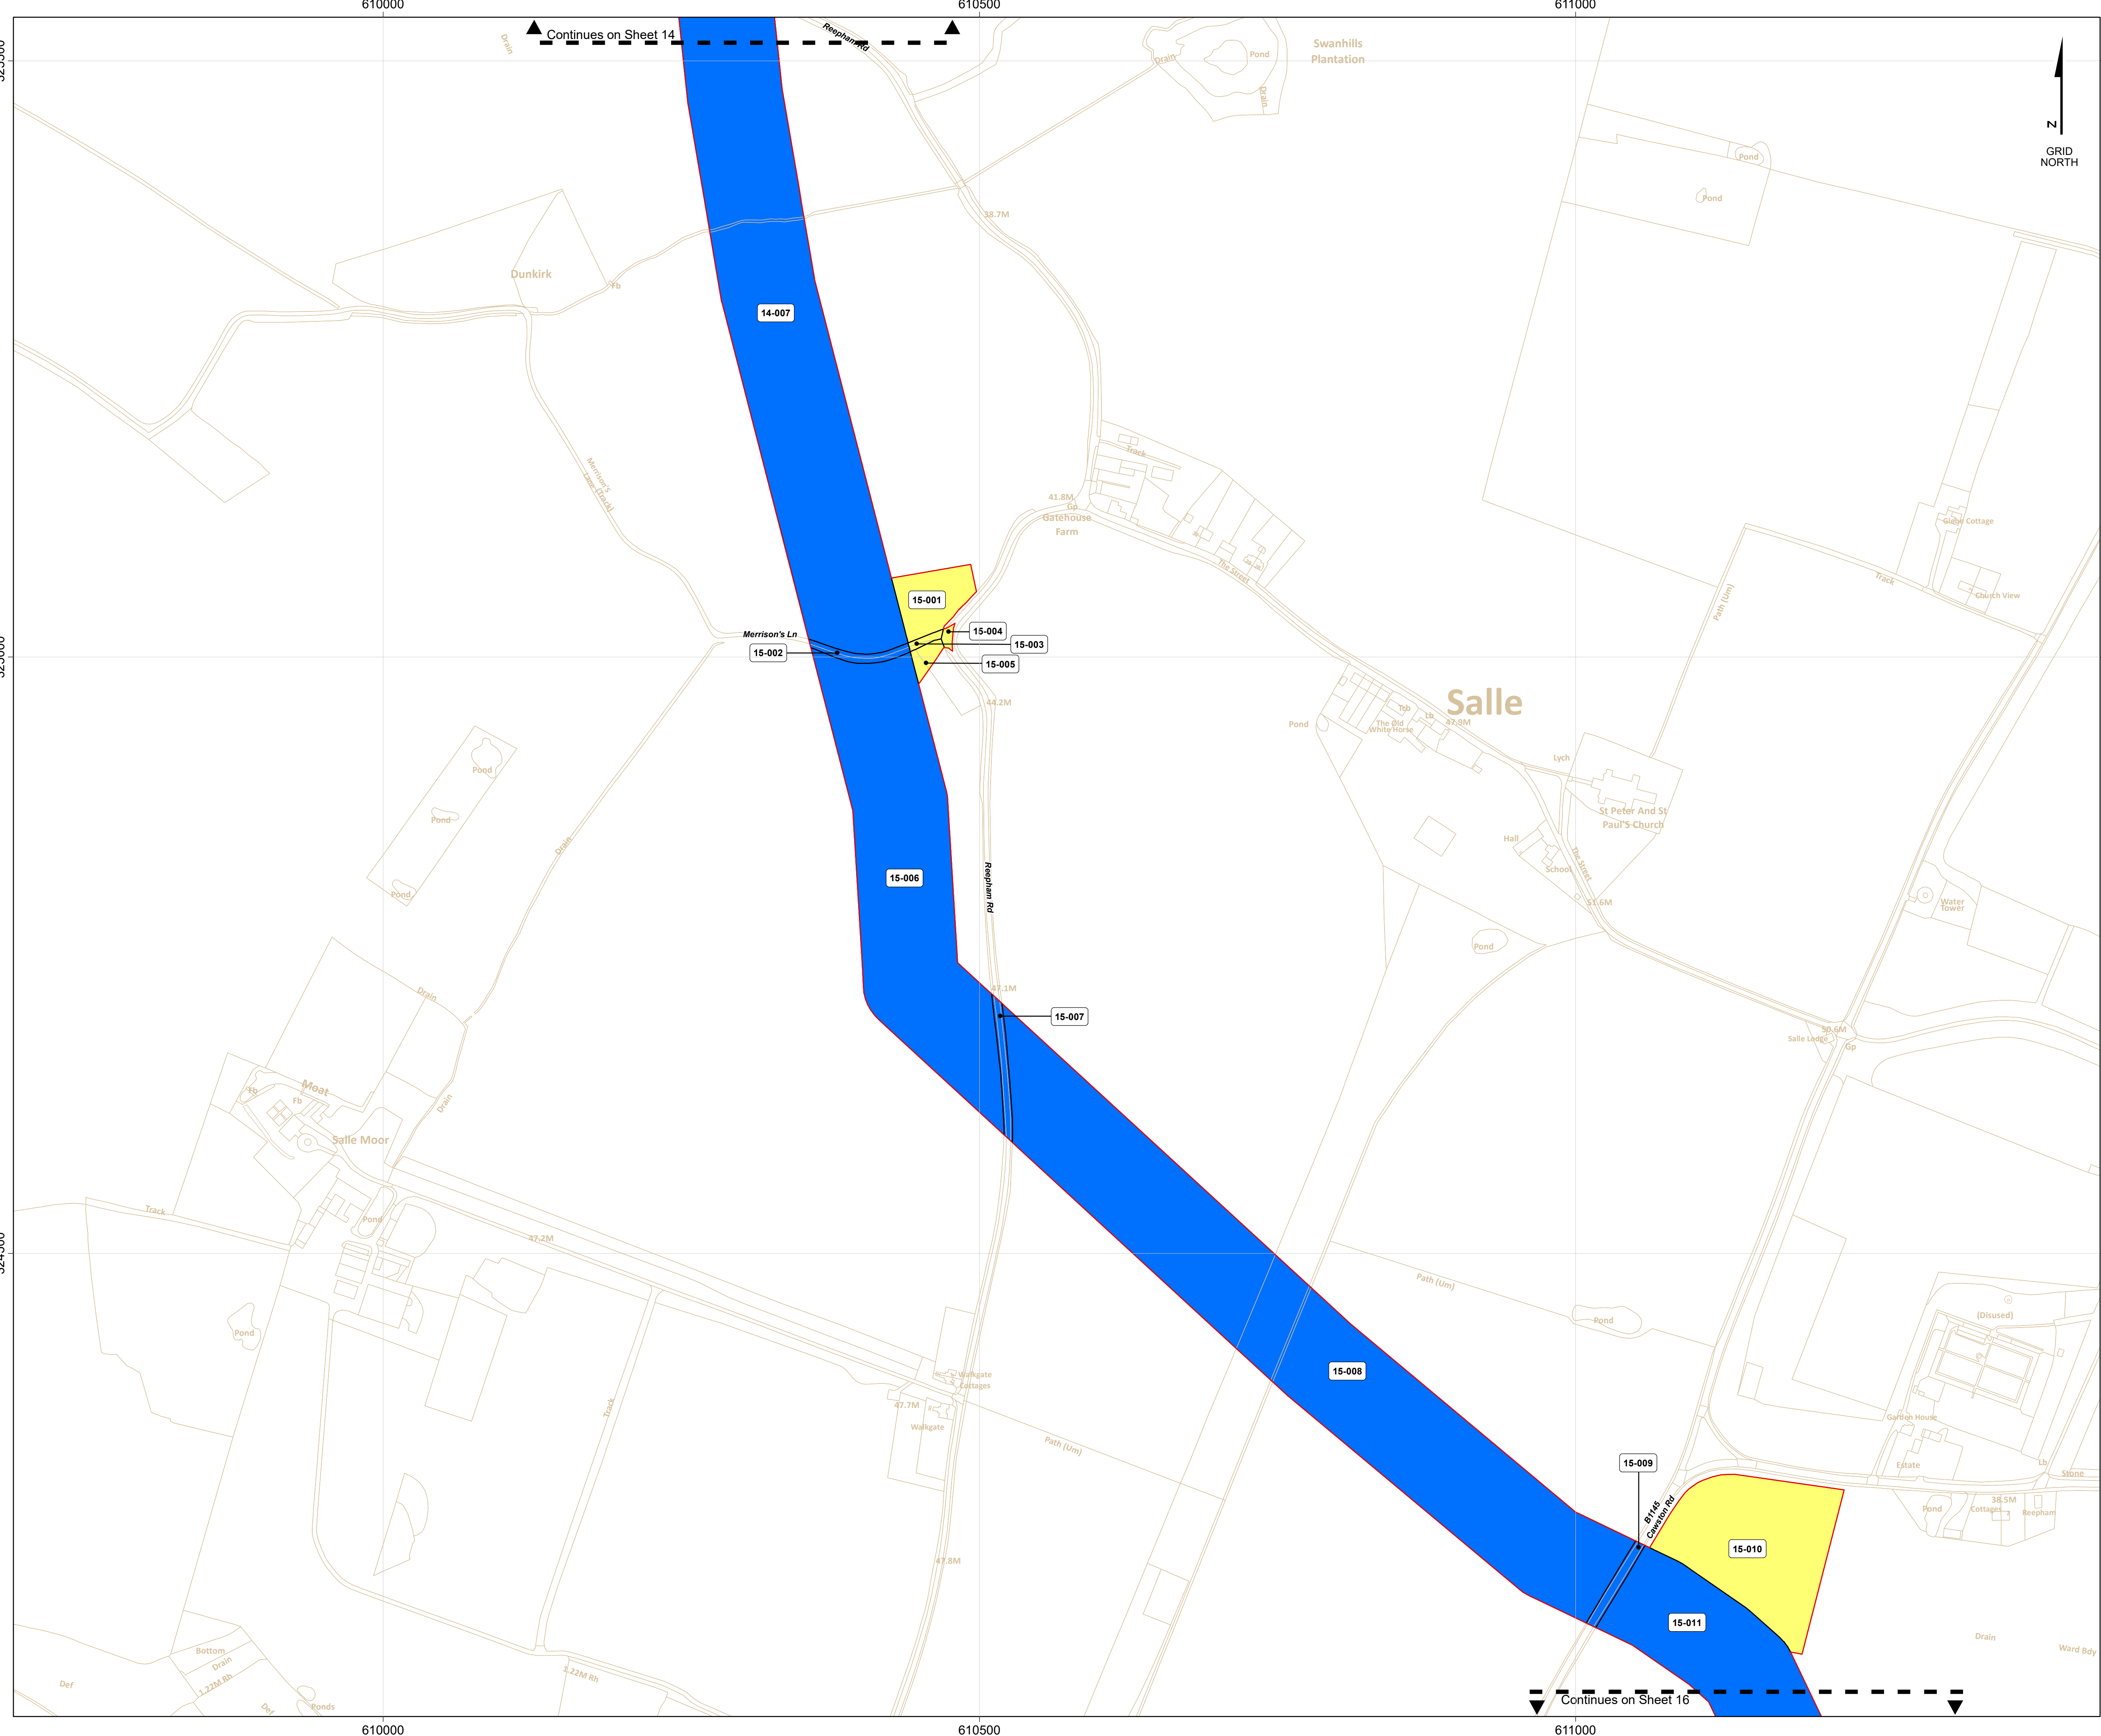 610000
610500
611000
Continues on Sheet 14
Reepham Rd
Drain
Drain
Pond
Drain
Swanhills
Plantation
Z
GRID
NORTH
Pond
Pond
38.7M
Dunkirk
Fb
14-007
Merrison's
Lane (Track)
Track
41.8M
Gp
Gatehouse
Farm
The Street
Glebe Cottage
Track
Church View
Path (Um)
15-001
15-004
15-003
15-005
Merrison's Ln
15-002
44.2M
Salle
Pond
Tcb
Lb
The Old
White Horse
47.9M
Lych
St Peter And St
Paul'S Church
Hall
School
The Street
51.6M
Pond
Pond
Pond
Drain
15-006
Reepham Rd
Water
Tower
Pond
47.1M
15-007
Drain
50.6M
Salle Lodge
Gp
Moat
Fb
Fb
Drain
Salle Moor
Track
Pond
47.2M
Pond
Path (Um)
Pond
(Disused)
15-008
Walkgate
Cottages
47.7M
Walkgate
Track
Path (Um)
Garden House
Estate
Lb
Stone
15-009
B1145
Cawston Rd
38.5M
Pond
Cottages
Reepham
47.8M
15-010
15-011
Drain
Ward Bdy
Bottom
Drain
1.22M Rh
1.22M Rh
Def
Def
Ponds
Continues on Sheet 16
610000
610500
611000